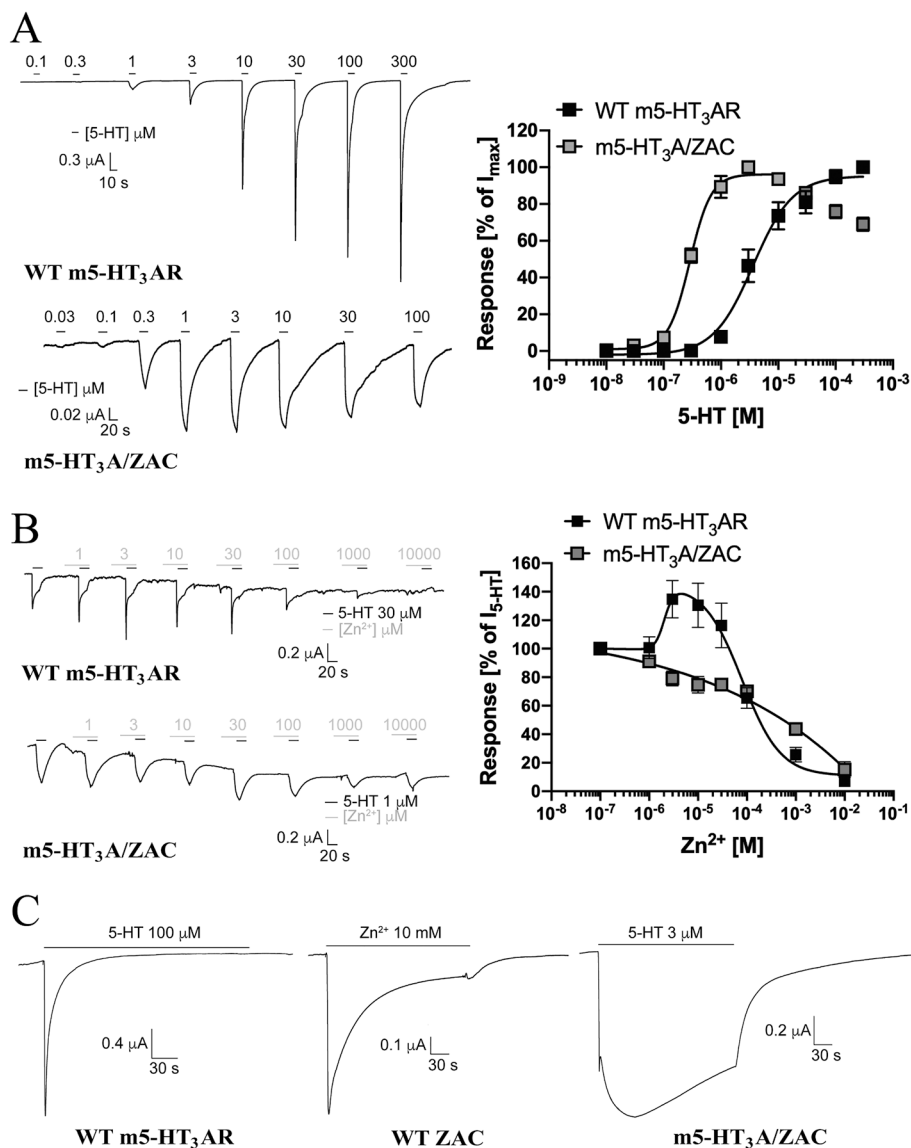 A
0.1 0.3 1 3 10 30 100 300
[5-HT] μM
0.3 μA
10 s
WT m5-HT₃AR
0.03 0.1 0.3 1 3 10 30 100
[5-HT] μM
0.02 μA
20 s
m5-HT₃A/ZAC
WT m5-HT₃AR
m5-HT₃A/ZAC
Response [% of Iₘₐₓ]
120
100
80
60
40
20
0
10⁻⁹ 10⁻⁸ 10⁻⁷ 10⁻⁶ 10⁻⁵ 10⁻⁴ 10⁻³
5-HT [M]
B
1 3 10 30 100 1000 10000
5-HT 30 μM
[Zn²⁺] μM
0.2 μA
20 s
WT m5-HT₃AR
1 3 10 30 100 1000 10000
5-HT 1 μM
[Zn²⁺] μM
0.2 μA
20 s
m5-HT₃A/ZAC
WT m5-HT₃AR
m5-HT₃A/ZAC
Response [% of I5-HT]
160
140
120
100
80
60
40
20
0
10⁻⁸ 10⁻⁷ 10⁻⁶ 10⁻⁵ 10⁻⁴ 10⁻³ 10⁻² 10⁻¹
Zn²⁺ [M]
C
5-HT 100 μM
0.4 μA
30 s
WT m5-HT₃AR
Zn²⁺ 10 mM
0.1 μA
30 s
WT ZAC
5-HT 3 μM
0.2 μA
30 s
m5-HT₃A/ZAC